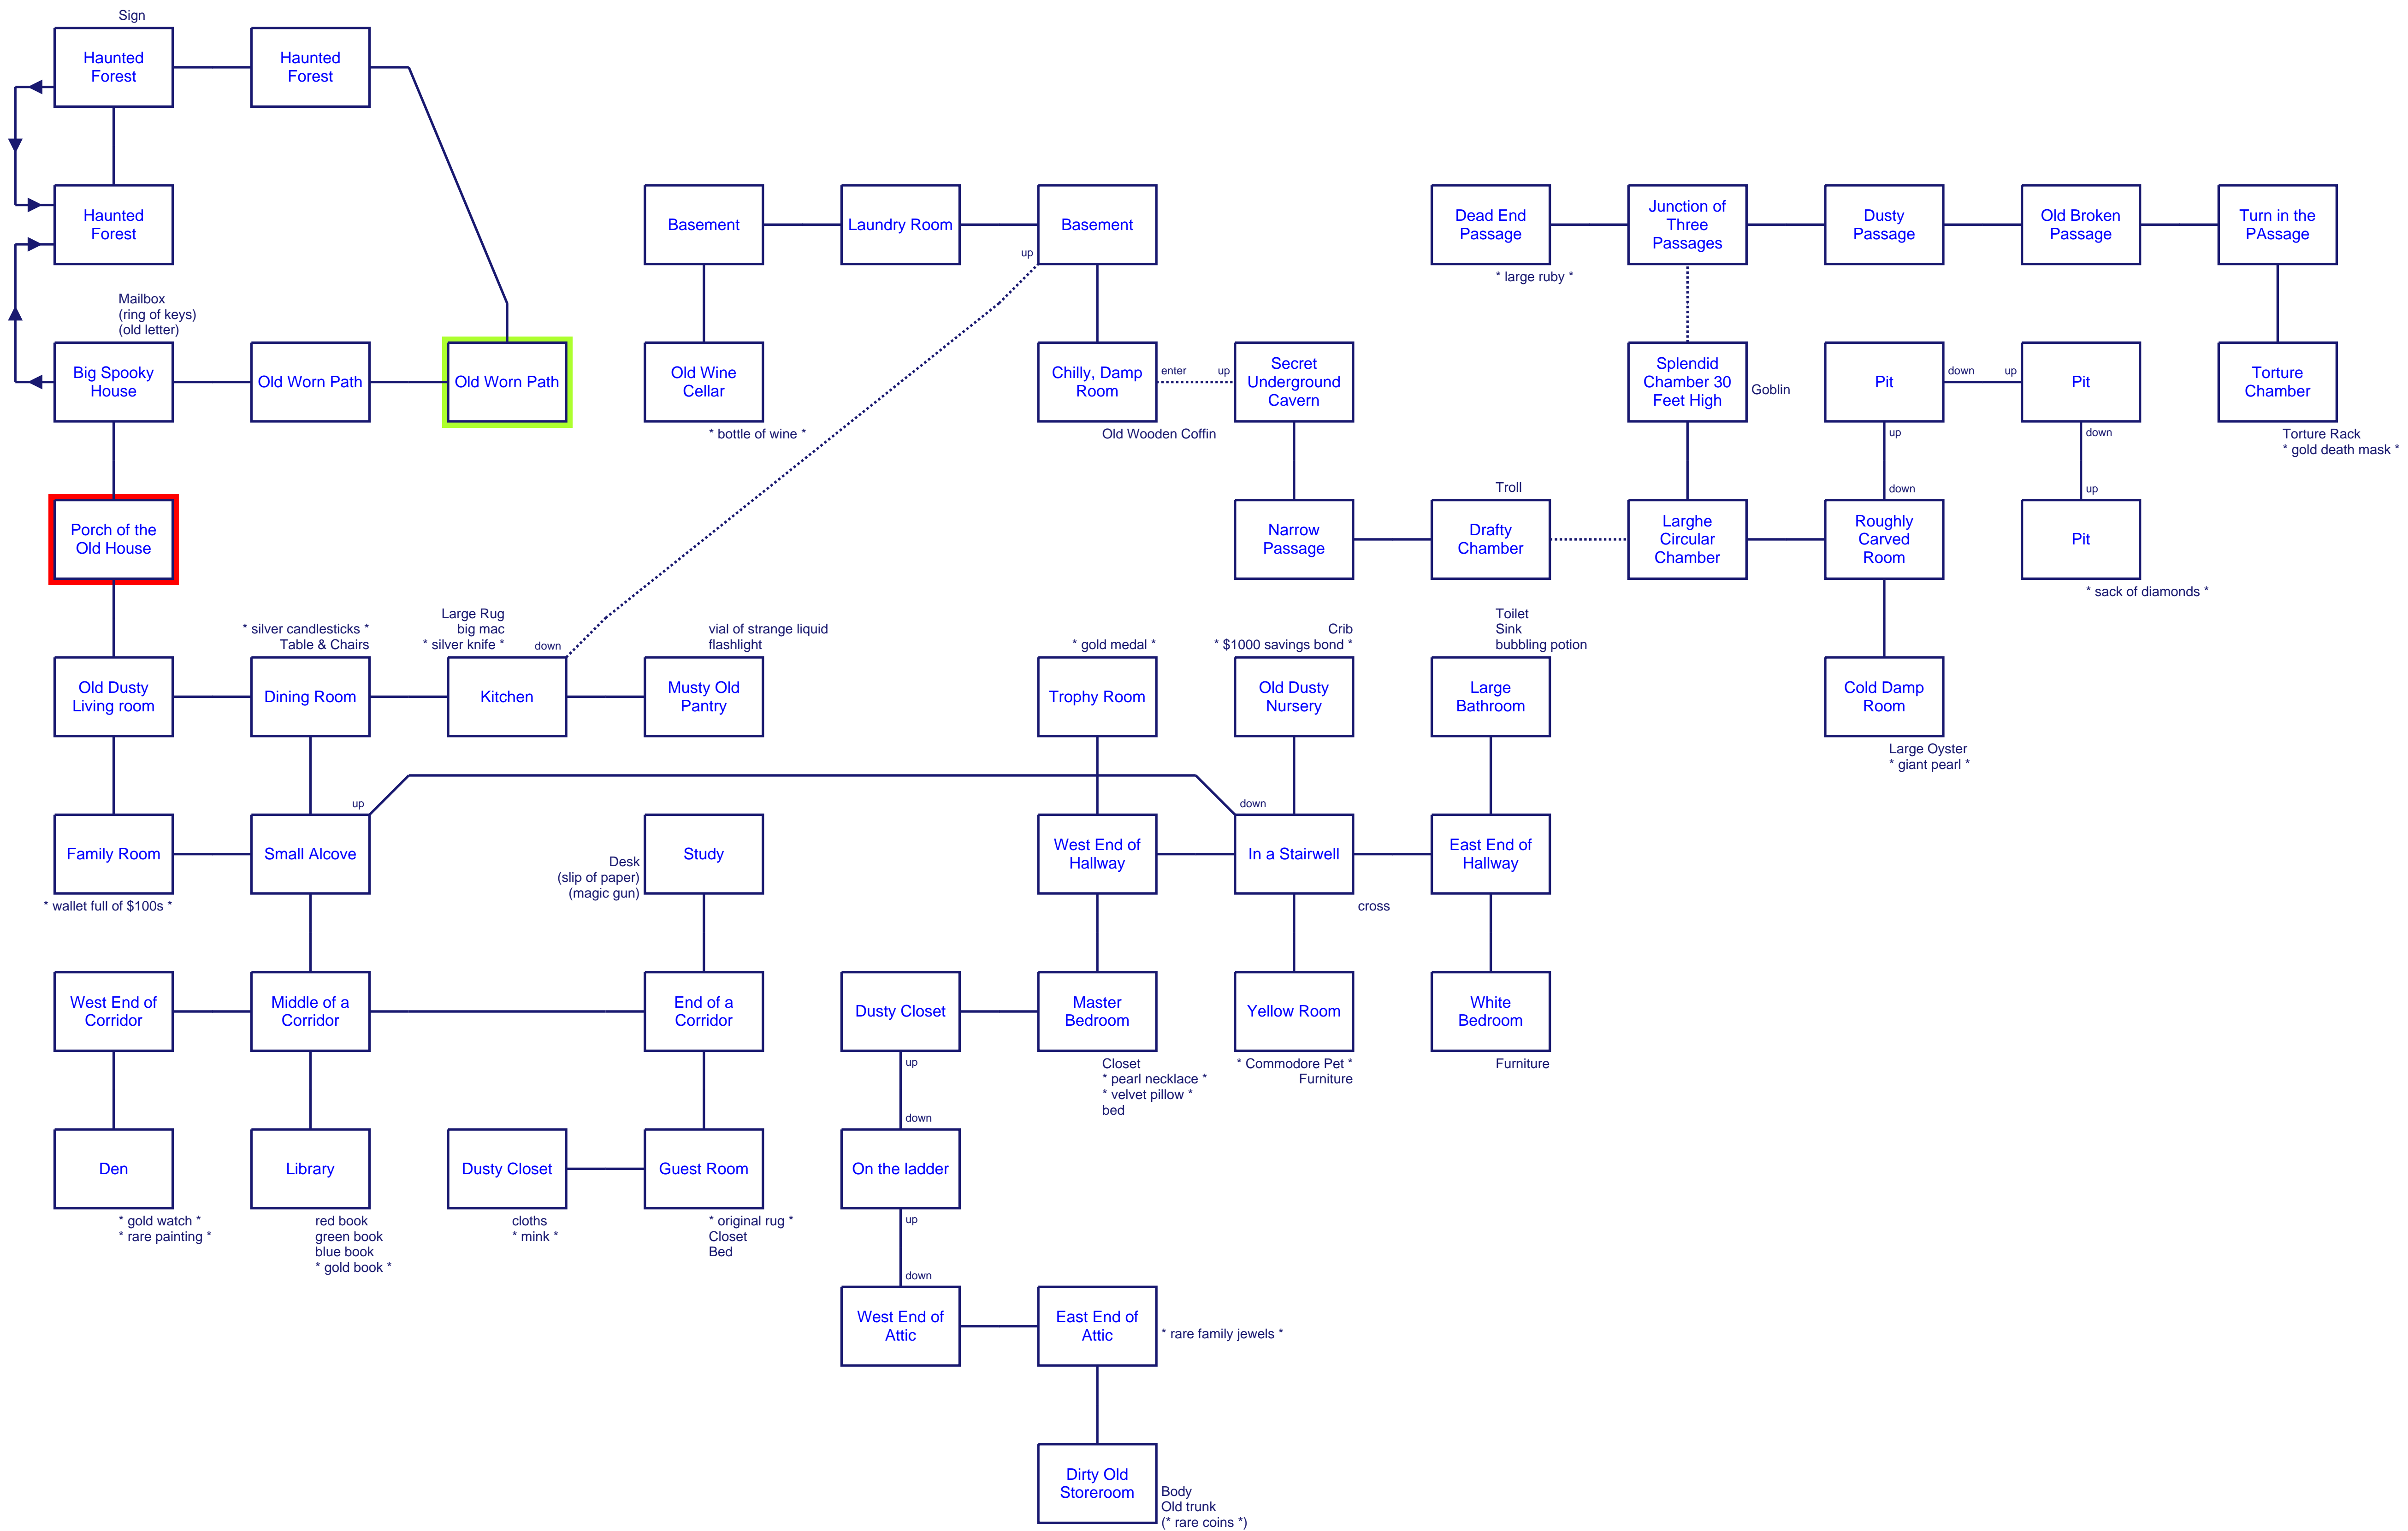 Sign
Haunted
Forest
Haunted
Forest
Haunted
Forest
Basement
Laundry Room
Basement
up
Dead End
Passage
* large ruby *
Junction of
Three
Passages
Dusty
Passage
Old Broken
Passage
Turn in the
PAssage
Mailbox
(ring of keys)
(old letter)
Big Spooky
House
Old Worn Path
Old Worn Path
Old Wine
Cellar
* bottle of wine *
Chilly, Damp
Room
enter
up
Old Wooden Coffin
Secret
Underground
Cavern
Splendid
Chamber 30
Feet High
Goblin
Pit
down
up
up
Pit
down
Torture
Chamber
Torture Rack
* gold death mask *
Porch of the
Old House
Narrow
Passage
Troll
Drafty
Chamber
Larghe
Circular
Chamber
down
Roughly
Carved
Room
up
Pit
* sack of diamonds *
Old Dusty
Living room
* silver candlesticks *
Table & Chairs
Dining Room
Large Rug
big mac
* silver knife *
down
Kitchen
vial of strange liquid
flashlight
Musty Old
Pantry
* gold medal *
Trophy Room
Crib
* $1000 savings bond *
Old Dusty
Nursery
Toilet
Sink
bubbling potion
Large
Bathroom
Cold Damp
Room
Large Oyster
* giant pearl *
Family Room
* wallet full of $100s *
up
Small Alcove
Desk
(slip of paper)
(magic gun)
Study
West End of
Hallway
down
In a Stairwell
cross
East End of
Hallway
West End of
Corridor
Middle of a
Corridor
End of a
Corridor
Dusty Closet
up
Master
Bedroom
Closet
* pearl necklace *
* velvet pillow *
bed
Yellow Room
* Commodore Pet *
Furniture
White
Bedroom
Furniture
Den
* gold watch *
* rare painting *
Library
red book
green book
blue book
* gold book *
Dusty Closet
cloths
* mink *
Guest Room
* original rug *
Closet
Bed
down
On the ladder
up
down
West End of
Attic
East End of
Attic
* rare family jewels *
Dirty Old
Storeroom
Body
Old trunk
(* rare coins *)